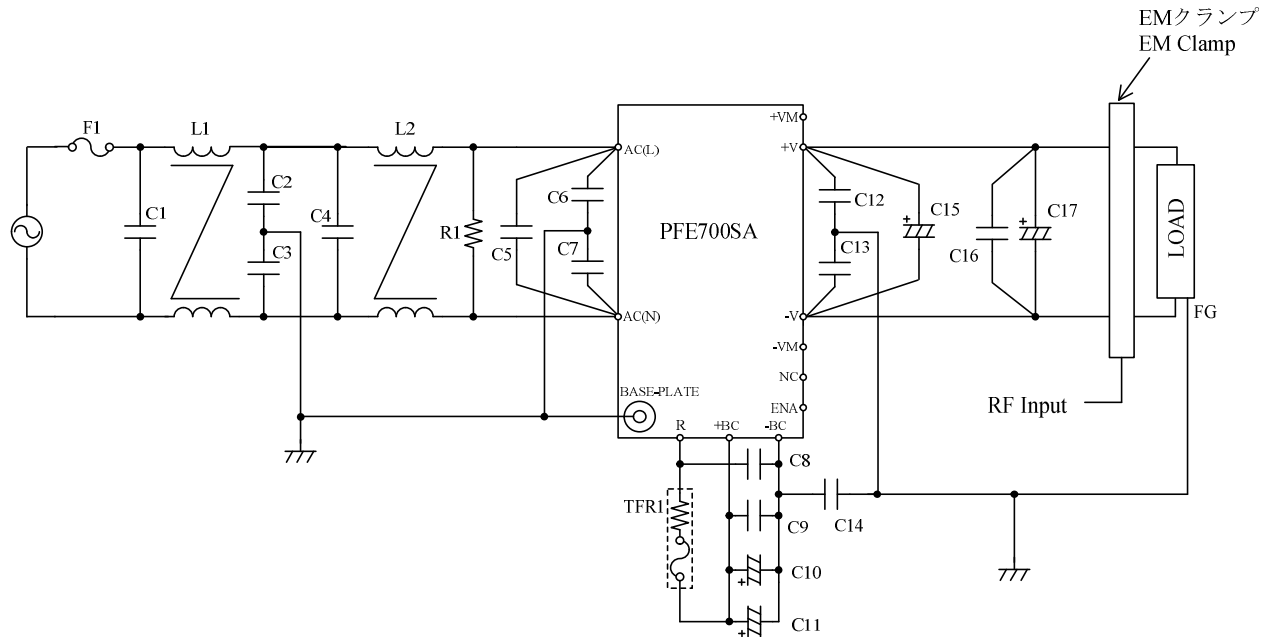 EMクランプ
EM Clamp
F1
L1
L2
+VM
AC(L)
+V
C2
C6
C12
C15
+
C17
+
C1
C4
R1
C5
PFE700SA
C16
LOAD
C3
C7
C13
AC(N)
-V
FG
-VM
NC
BASE-PLATE
ENA
RF Input
R
+BC
-BC
C8
TFR1
C9
C14
C10
+
C11
+